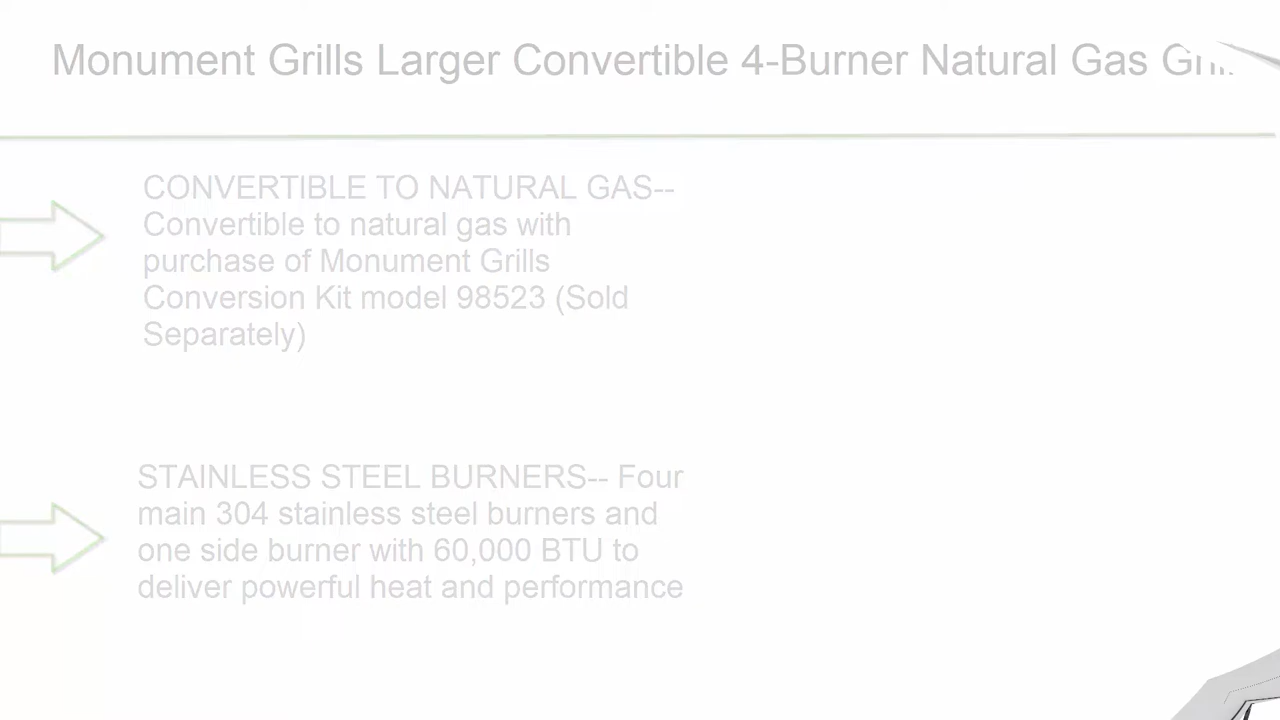 Monument Grills Larger Convertible 4-Burner Natural Gas
CONVERTIBLE TO NATURAL GAS--
Convertible to natural gas with
purchase of Monument Grills
Conversion Kit model 98523 (Sold
Separately)
STAINLESS STEEL BURNERS-- Four
main 304 stainless steel burners and
one side burner with 60,000 BTU to
deliver powerful heat and performance